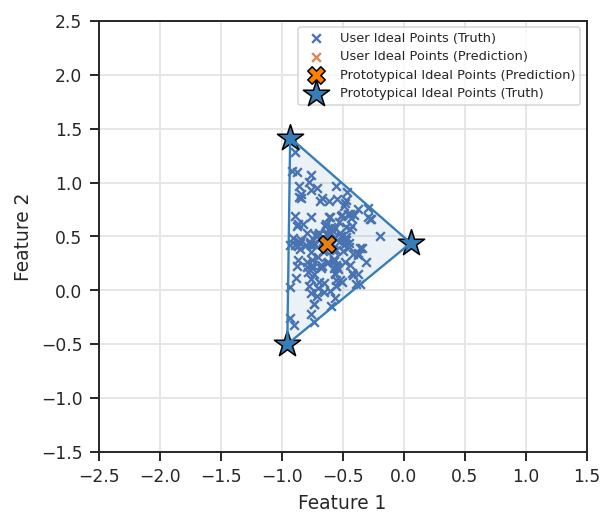 User Ideal Points (Truth)
User Ideal Points (Prediction)
Prototypical Ideal Points (Prediction)
Prototypical Ideal Points (Truth)
2.5
2.0
1.5
1.0
0.5
0.0
−0.5
−1.0
−1.5
Feature 2
−2.5 −2.0 −1.5 −1.0 −0.5 0.0 0.5 1.0 1.5
Feature 1